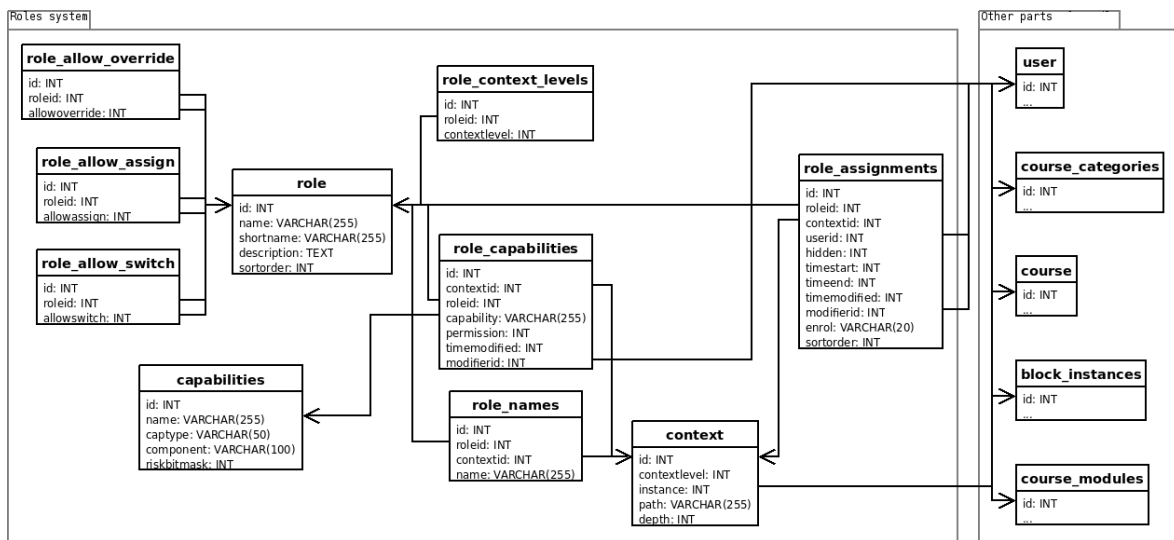 Roles system
role_allow_override
id: INT
roleid: INT
allowoverride: INT
role_allow_assign
id: INT
roleid: INT
allowassign: INT
role_allow_switch
id: INT
roleid: INT
allowswitch: INT
role
id: INT
name: VARCHAR(255)
shortname: VARCHAR(255)
description: TEXT
sortorder: INT
capabilities
id: INT
name: VARCHAR(255)
captype: VARCHAR(50)
component: VARCHAR(100)
riskbitmask: INT
role_context_levels
id: INT
roleid: INT
contextlevel: INT
role_capabilities
id: INT
contextid: INT
roleid: INT
capability: VARCHAR(255)
permission: INT
timemodified: INT
modifierid: INT
role_names
id: INT
roleid: INT
contextid: INT
name: VARCHAR(255)
context
id: INT
contextlevel: INT
instance: INT
path: VARCHAR(255)
depth: INT
role_assignments
id: INT
roleid: INT
contextid: INT
userid: INT
hidden: INT
timestart: INT
timeend: INT
timemodified: INT
modifierid: INT
enrol: VARCHAR(20)
sortorder: INT
Other parts
user
id: INT
...
course_categories
id: INT
...
course
id: INT
...
block_instances
id: INT
...
course_modules
id: INT
...